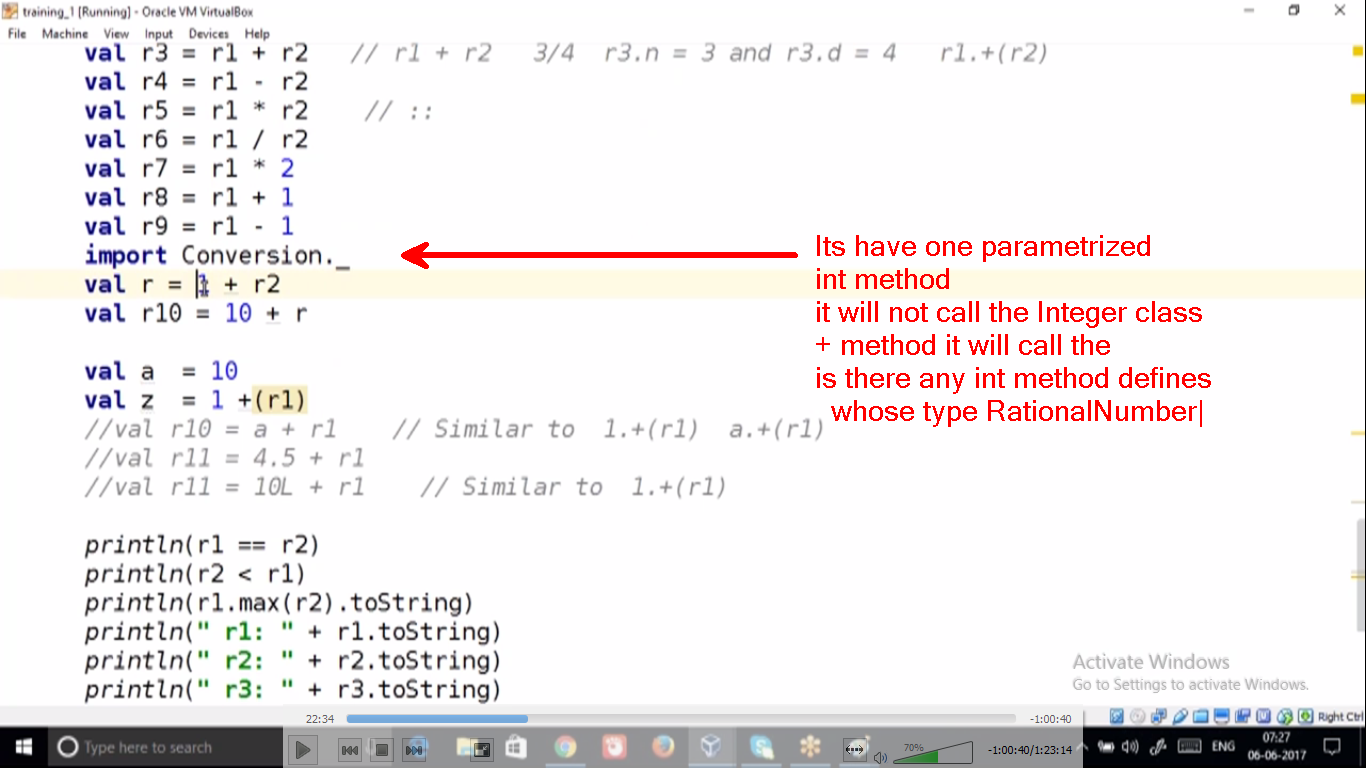 training_1 [Running] - Oracle VM VirtualBox
File Machine View Input Devices Help
val r3 = r1 + r2 // r1 + r2 3/4 r3.n = 3 and r3.d = 4 r1.+(r2)
val r4 = r1 - r2
val r5 = r1 * r2 // ::
val r6 = r1 / r2
val r7 = r1 * 2
val r8 = r1 + 1
val r9 = r1 - 1
import Conversion._
val r = 1 + r2
val r10 = 10 + r
Its have one parametrized
int method
it will not call the Integer class
+ method it will call the
is there any int method defines
whose type RationalNumber|
val a = 10
val z = 1 +(r1)
//val r10 = a + r1 // Similar to 1.+(r1) a.+(r1)
//val r11 = 4.5 + r1
//val r11 = 10L + r1 // Similar to 1.+(r1)
println(r1 == r2)
println(r2 < r1)
println(r1.max(r2).toString)
println(" r1: " + r1.toString)
println(" r2: " + r2.toString)
println(" r3: " + r3.toString)
Activate Windows
Go to Settings to activate Windows.
22:34 -1:00:40
Right Ctrl
Type here to search
70%
-1:00:40/1:23:14
ENG
07:27
06-06-2017